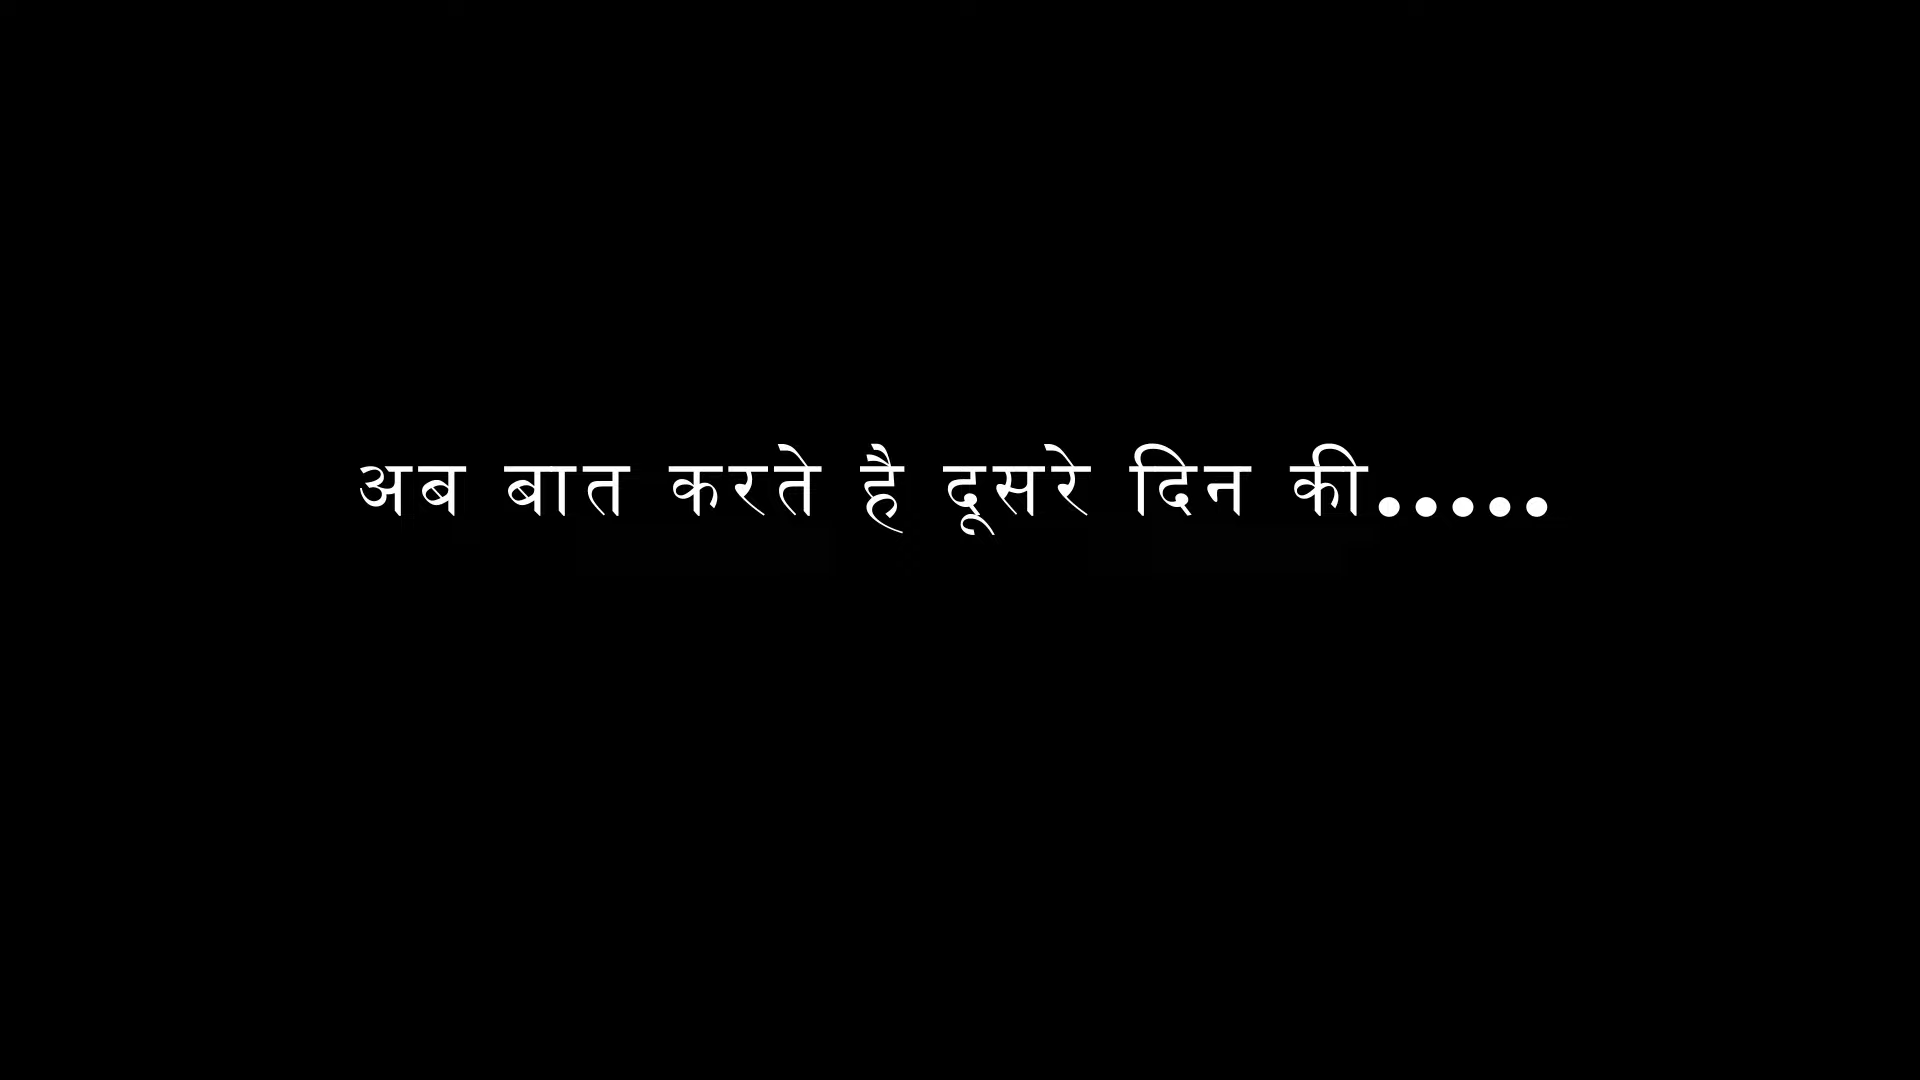 अब बात करते है दूसरे दिन की.....